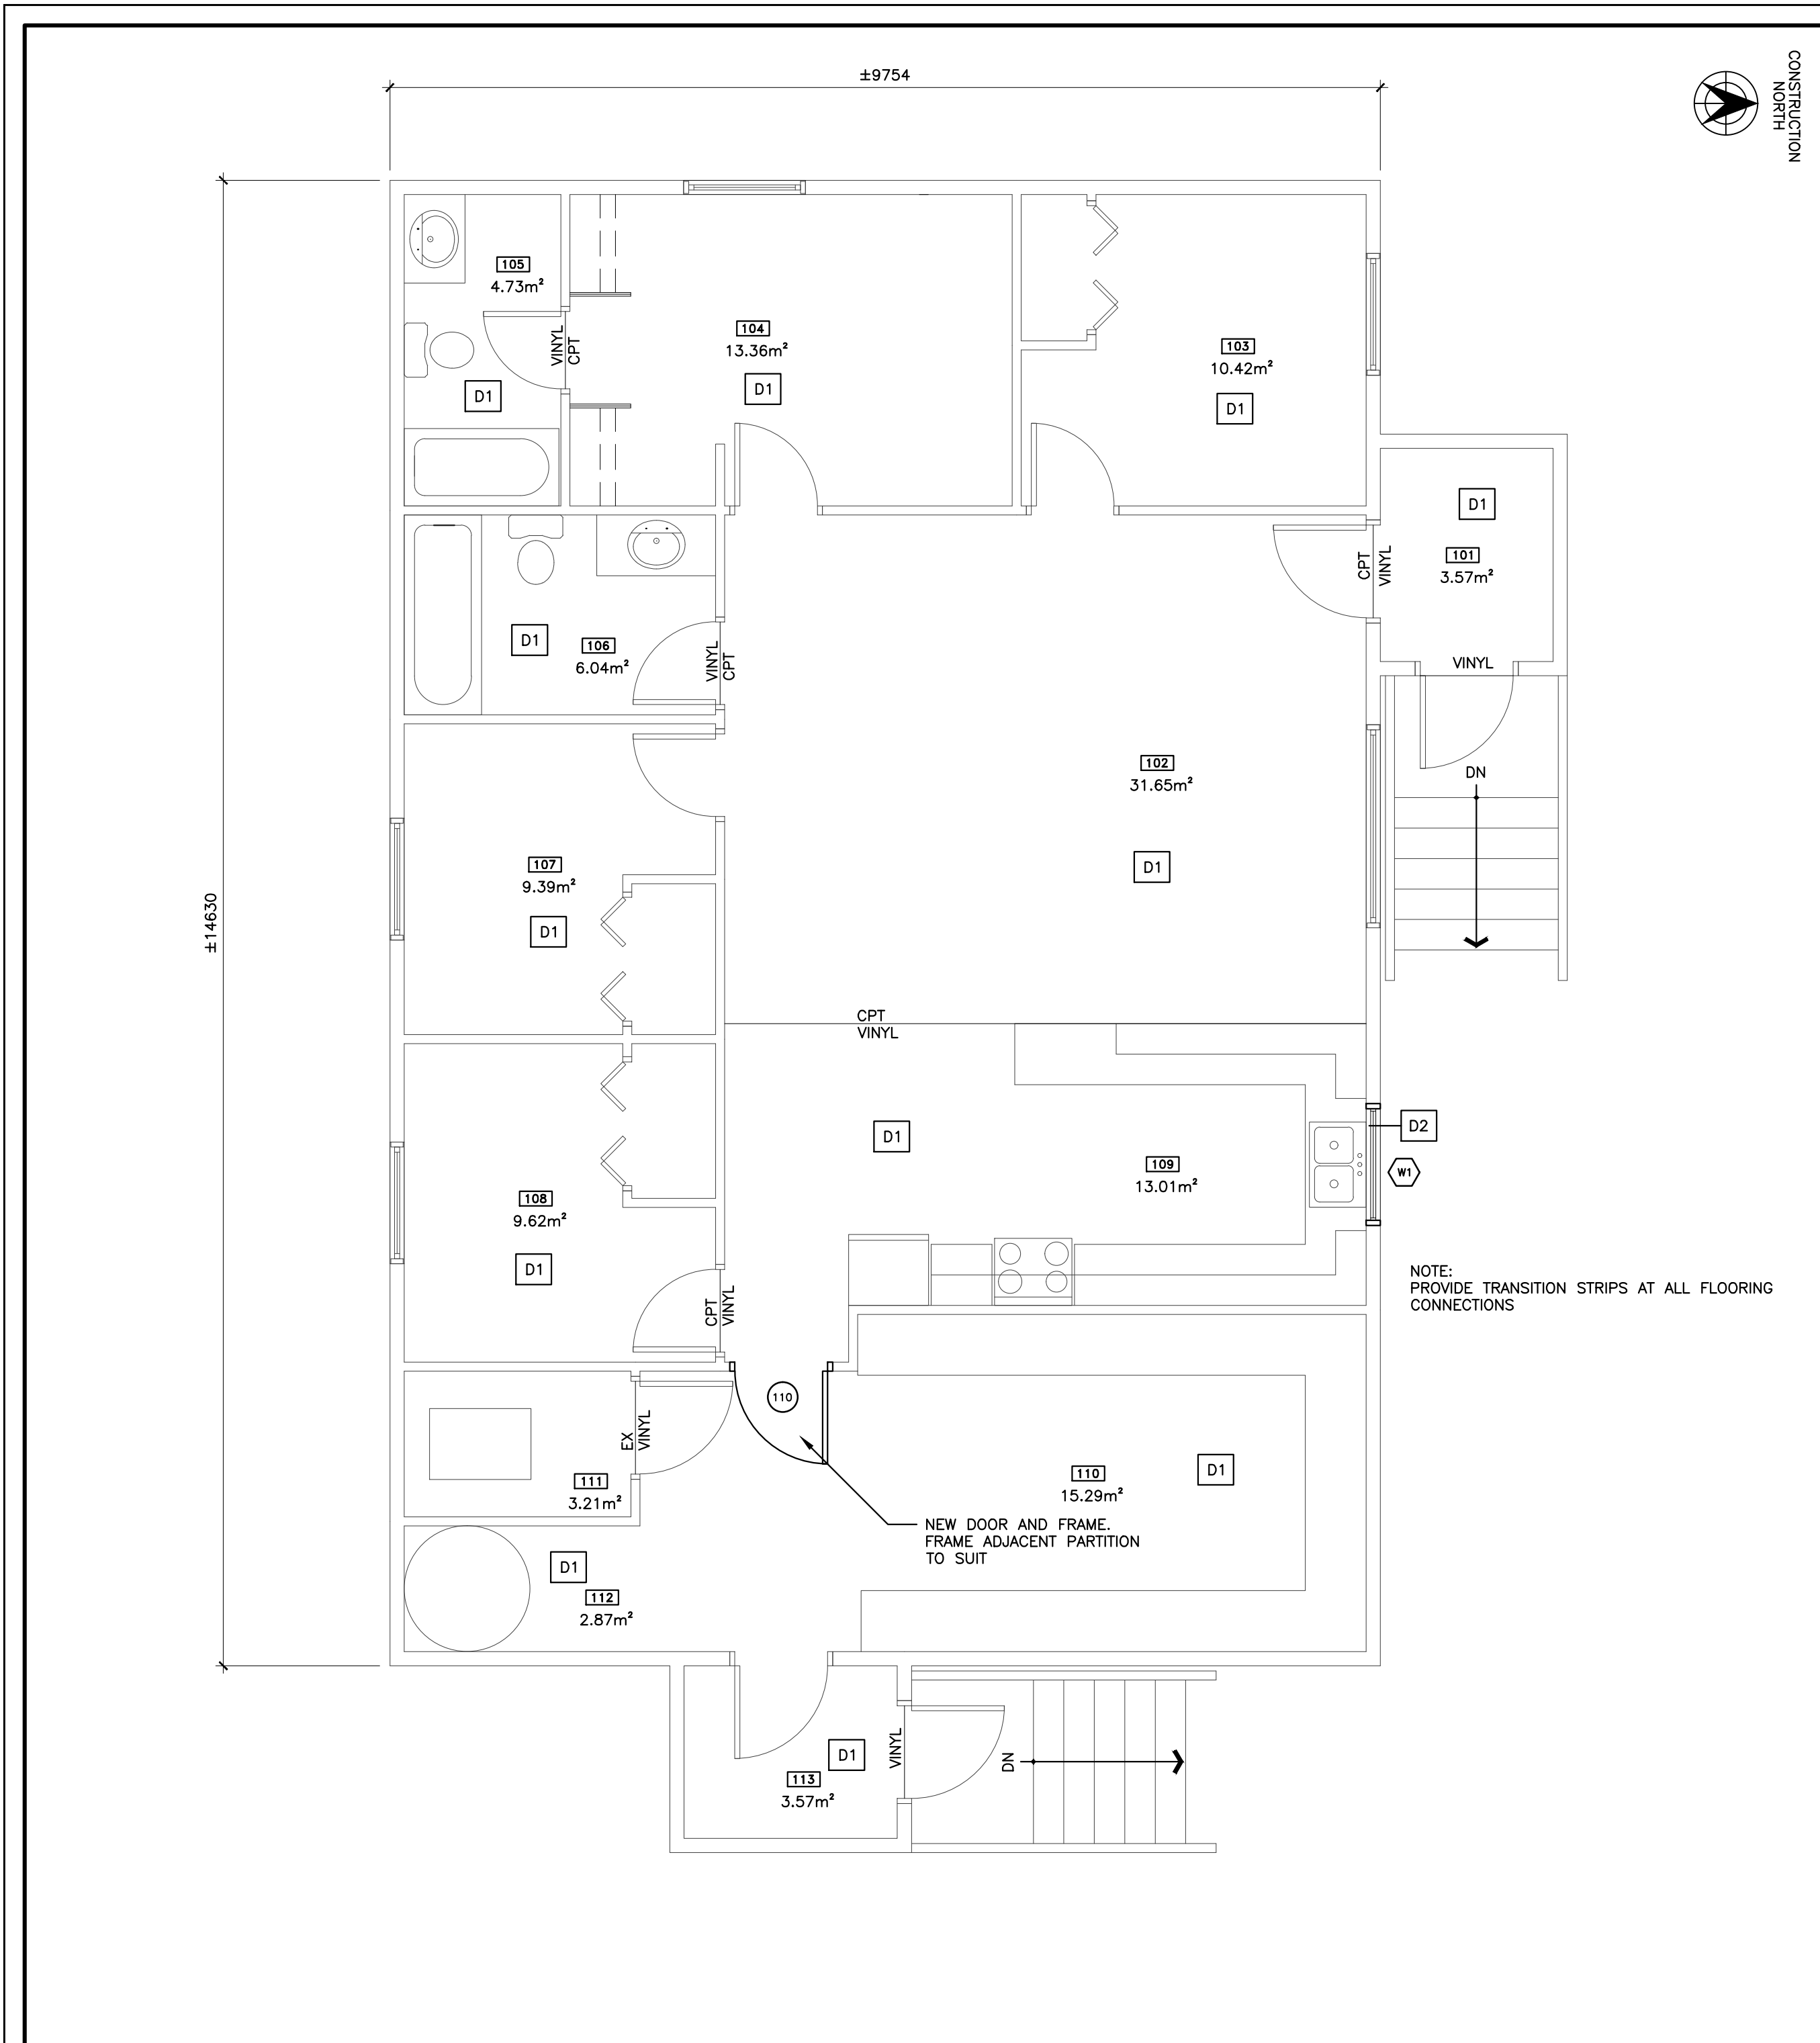 ±9754
CONSTRUCTION
NORTH
105
4.73m²
D1
VINYL
CPT
104
13.36m²
D1
103
10.42m²
D1
D1
101
3.57m²
CPT
VINYL
VINYL
DN
D1
106
6.04m²
VINYL
CPT
102
31.65m²
D1
107
9.39m²
D1
±14630
CPT
VINYL
D1
109
13.01m²
D2
W1
108
9.62m²
D1
CPT
VINYL
NOTE:
PROVIDE TRANSITION STRIPS AT ALL FLOORING
CONNECTIONS
110
EX
VINYL
111
3.21m²
110
15.29m²
D1
NEW DOOR AND FRAME.
FRAME ADJACENT PARTITION
TO SUIT
D1
112
2.87m²
D1
113
3.57m²
VINYL
DN